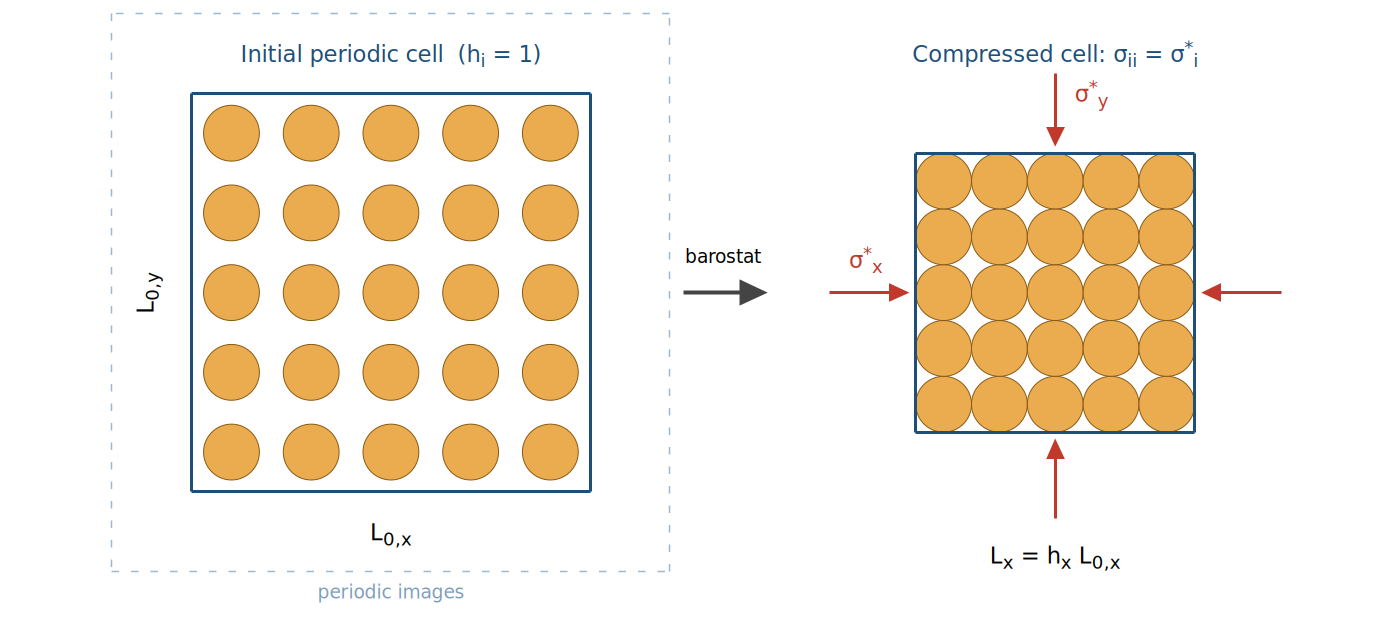 Initial periodic cell (hᵢ = 1)
L₀,y
L₀,ₓ
periodic images
barostat
Compressed cell: σᵢᵢ = σ*ᵢ
σ*y
σ*ₓ
Lₓ = hₓ L₀,ₓ